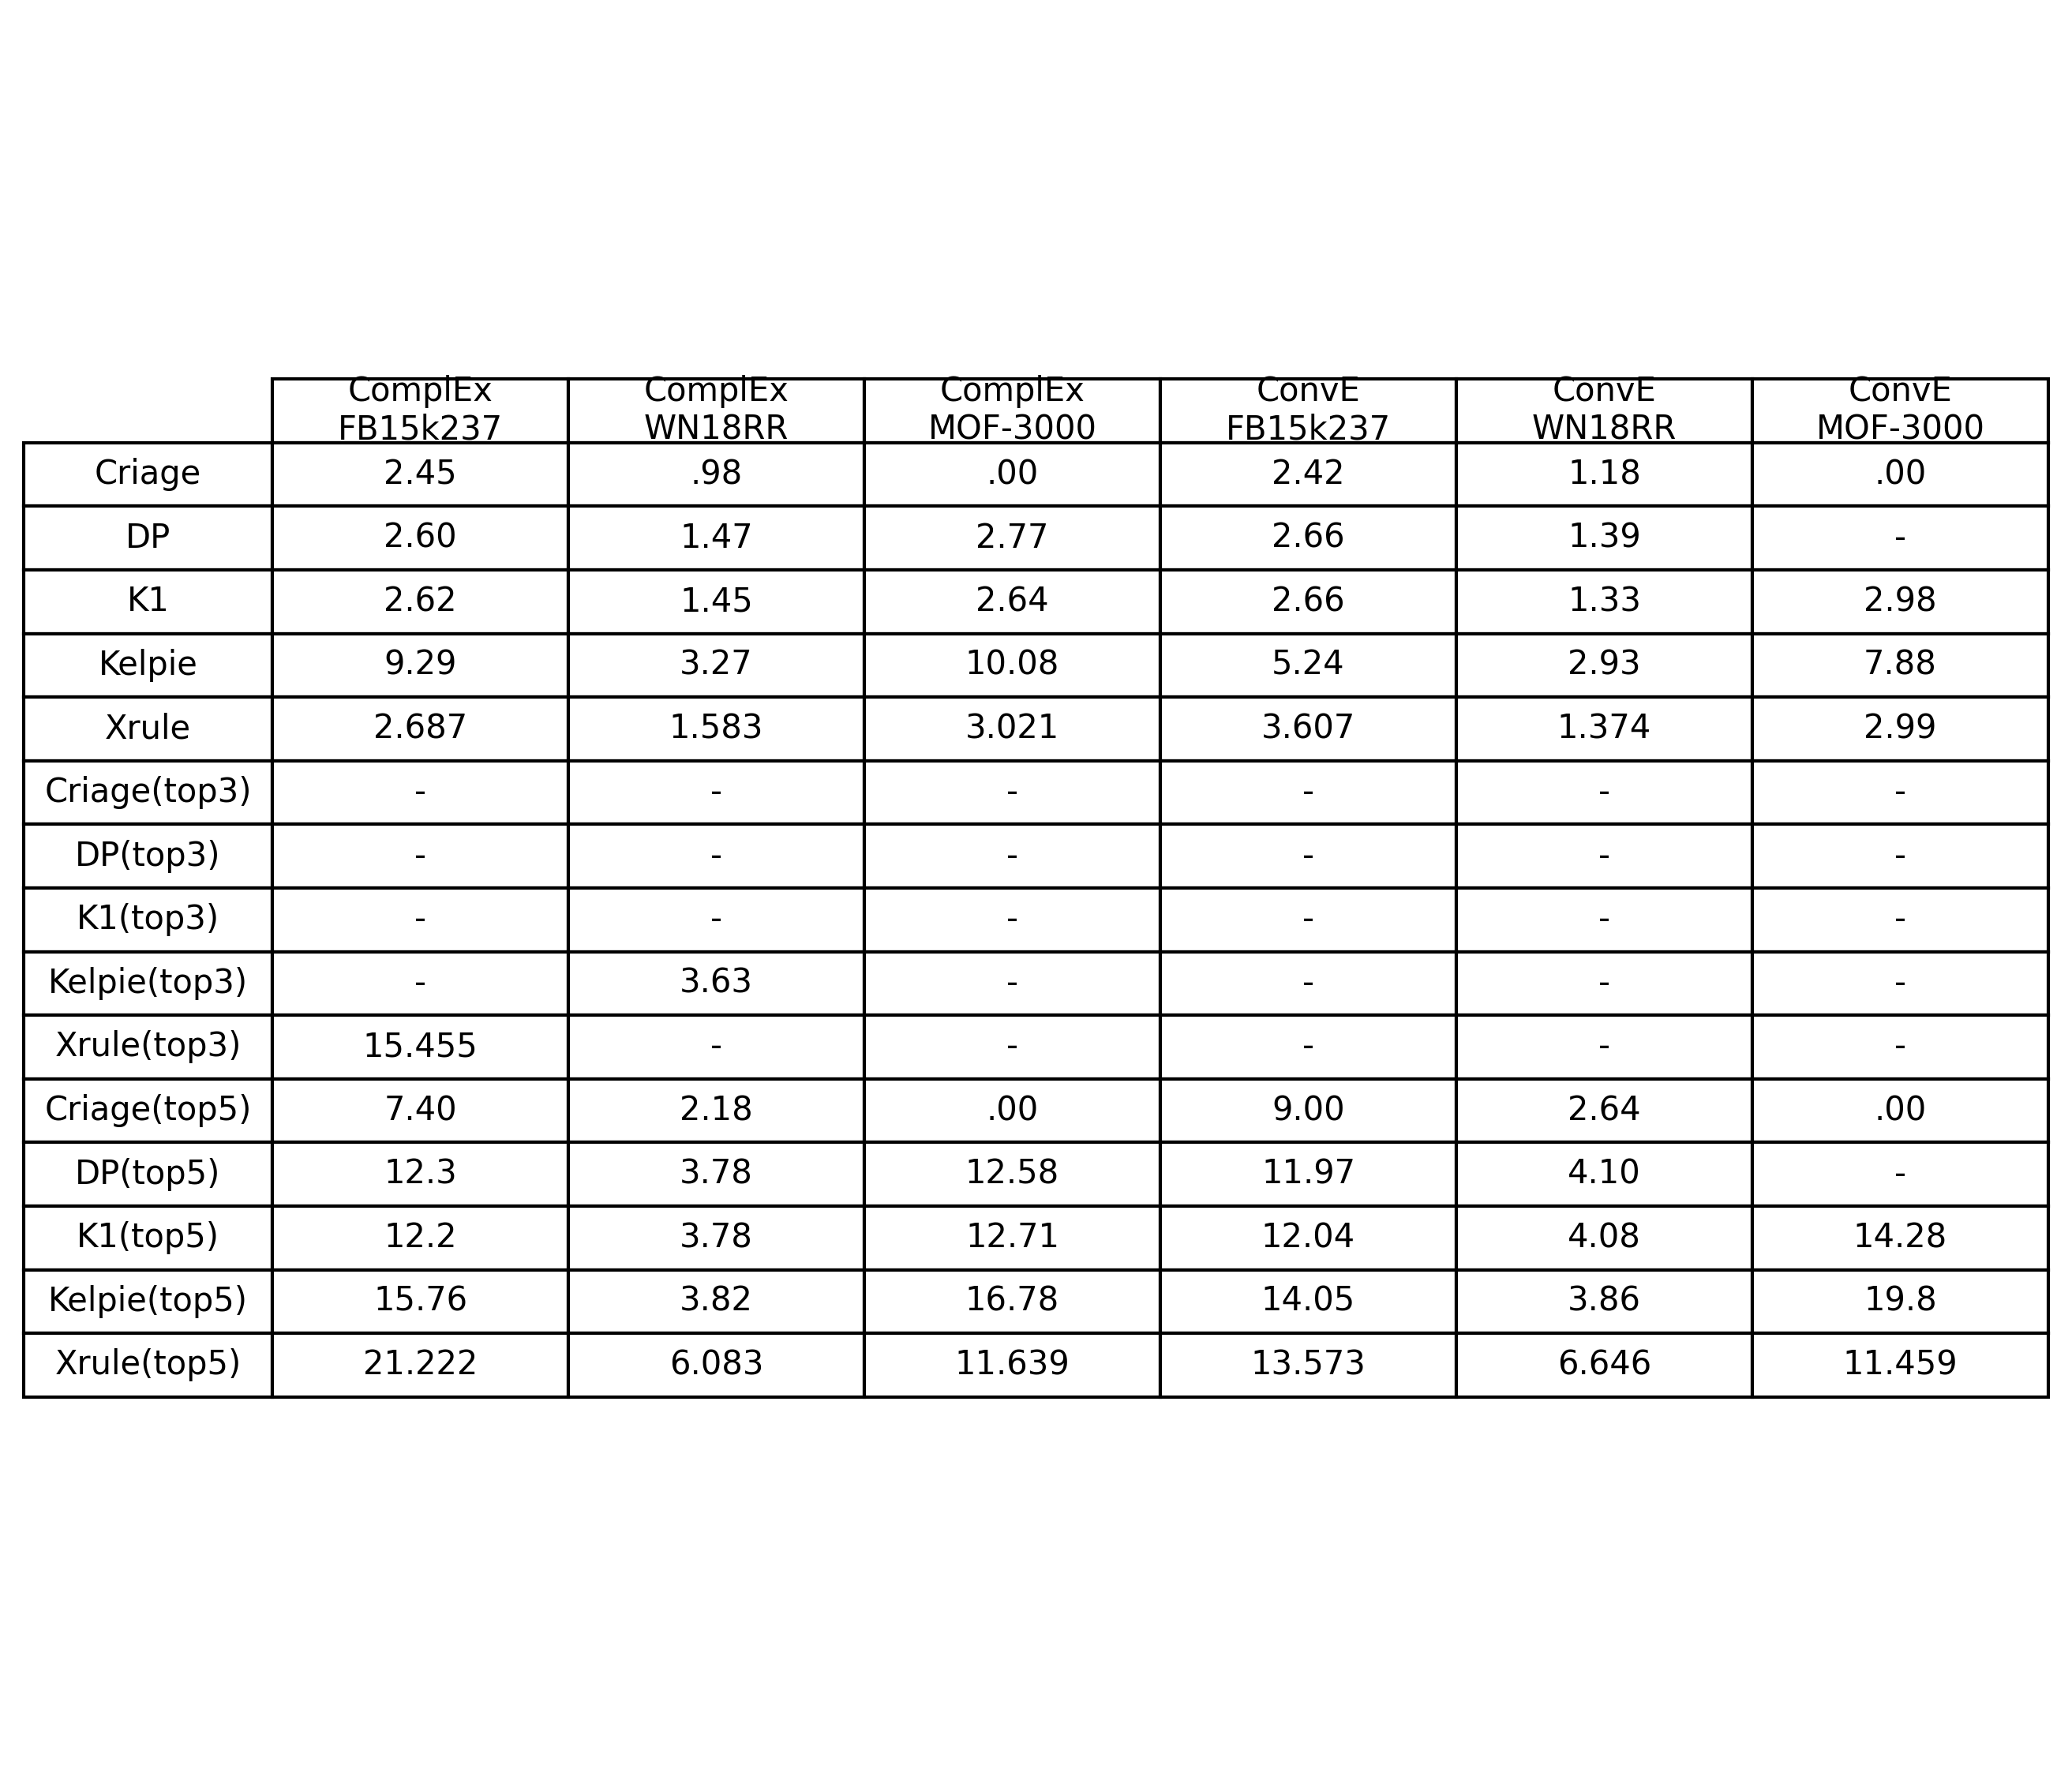 ComplEx ComplEx ComplEx ConvE ConvE ConvE
FB15k237 WN18RR MOF-3000 FB15k237 WN18RR MOF-3000
Criage 2.45 .98 .00 2.42 1.18 .00
DP 2.60 1.47 2.77 2.66 1.39 -
K1 2.62 1.45 2.64 2.66 1.33 2.98
Kelpie 9.29 3.27 10.08 5.24 2.93 7.88
Xrule 2.687 1.583 3.021 3.607 1.374 2.99
Criage(top3) - - - - - -
DP(top3) - - - - - -
K1(top3) - - - - - -
Kelpie(top3) - 3.63 - - - -
Xrule(top3) 15.455 - - - - -
Criage(top5) 7.40 2.18 .00 9.00 2.64 .00
DP(top5) 12.3 3.78 12.58 11.97 4.10 -
K1(top5) 12.2 3.78 12.71 12.04 4.08 14.28
Kelpie(top5) 15.76 3.82 16.78 14.05 3.86 19.8
Xrule(top5) 21.222 6.083 11.639 13.573 6.646 11.459